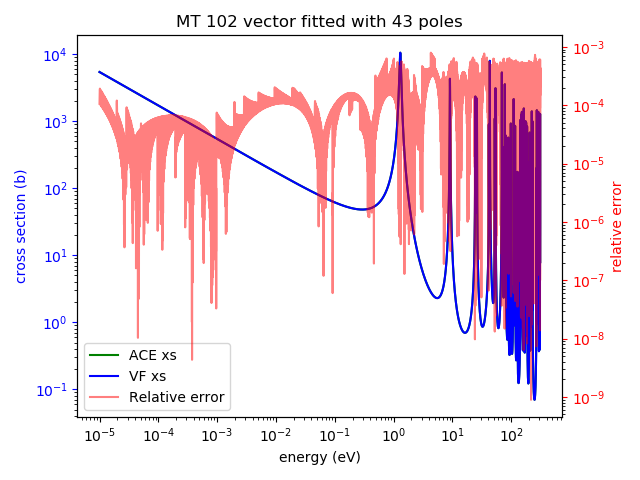 MT 102 vector fitted with 43 poles
10⁴
10³
10²
10¹
10⁰
10⁻¹
cross section (b)
10⁻³
10⁻⁴
10⁻⁵
10⁻⁶
10⁻⁷
10⁻⁸
10⁻⁹
relative error
ACE xs
VF xs
Relative error
10⁻⁵ 10⁻⁴ 10⁻³ 10⁻² 10⁻¹ 10⁰ 10¹ 10²
energy (eV)